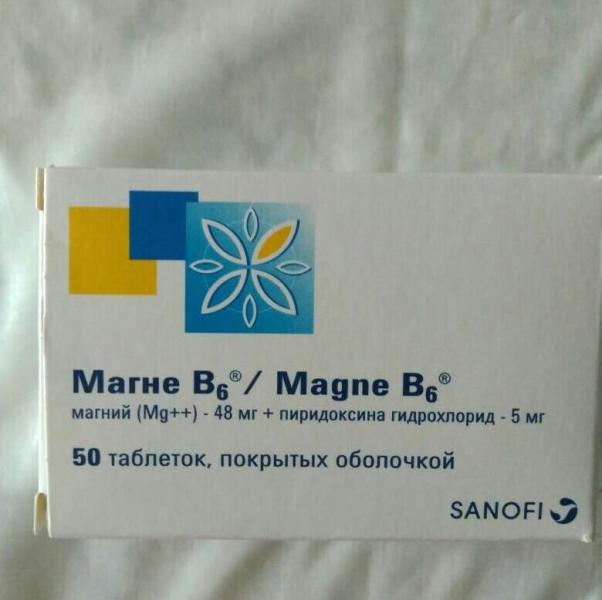 Магне B₆® / Magne B₆®
магний (Mg++) - 48 мг + пиридоксина гидрохлорид - 5 мг
50 таблеток, покрытых оболочкой
SANOFI